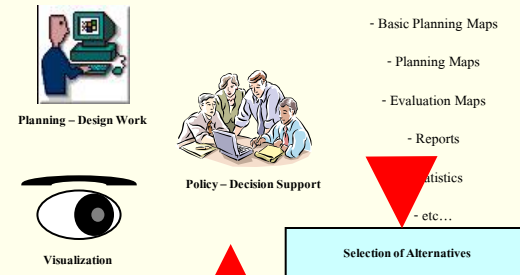 - Basic Planning Maps
- Planning Maps
Planning – Design Work
- Evaluation Maps
- Reports
Policy – Decision Support
- etc…
Visualization
Selection of Alternatives